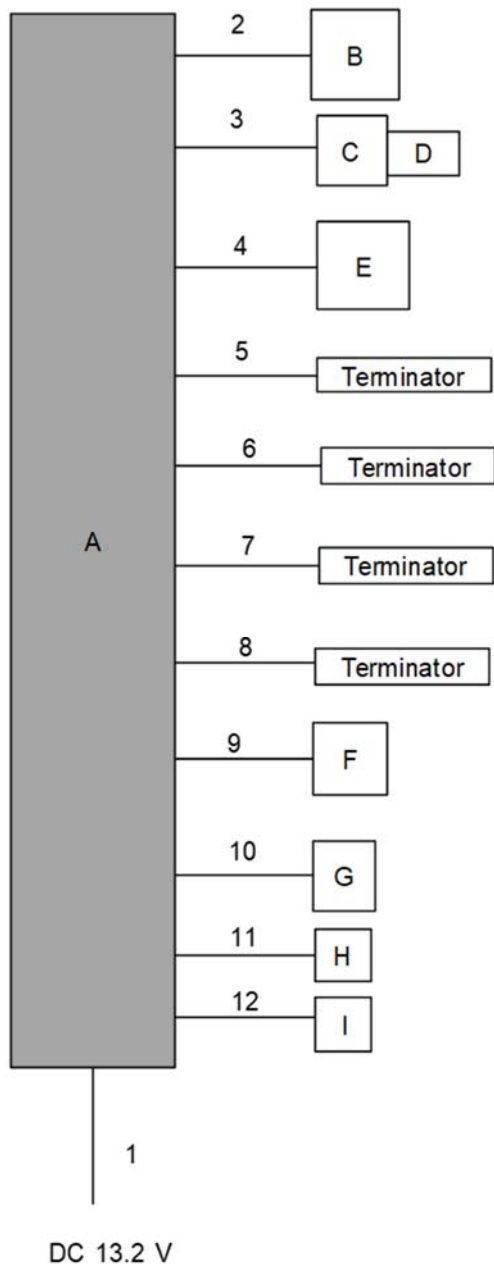 2
B
3
C
D
4
E
5
Terminator
6
Terminator
A
7
Terminator
8
Terminator
9
F
10
G
11
H
12
I
1
DC 13.2 V